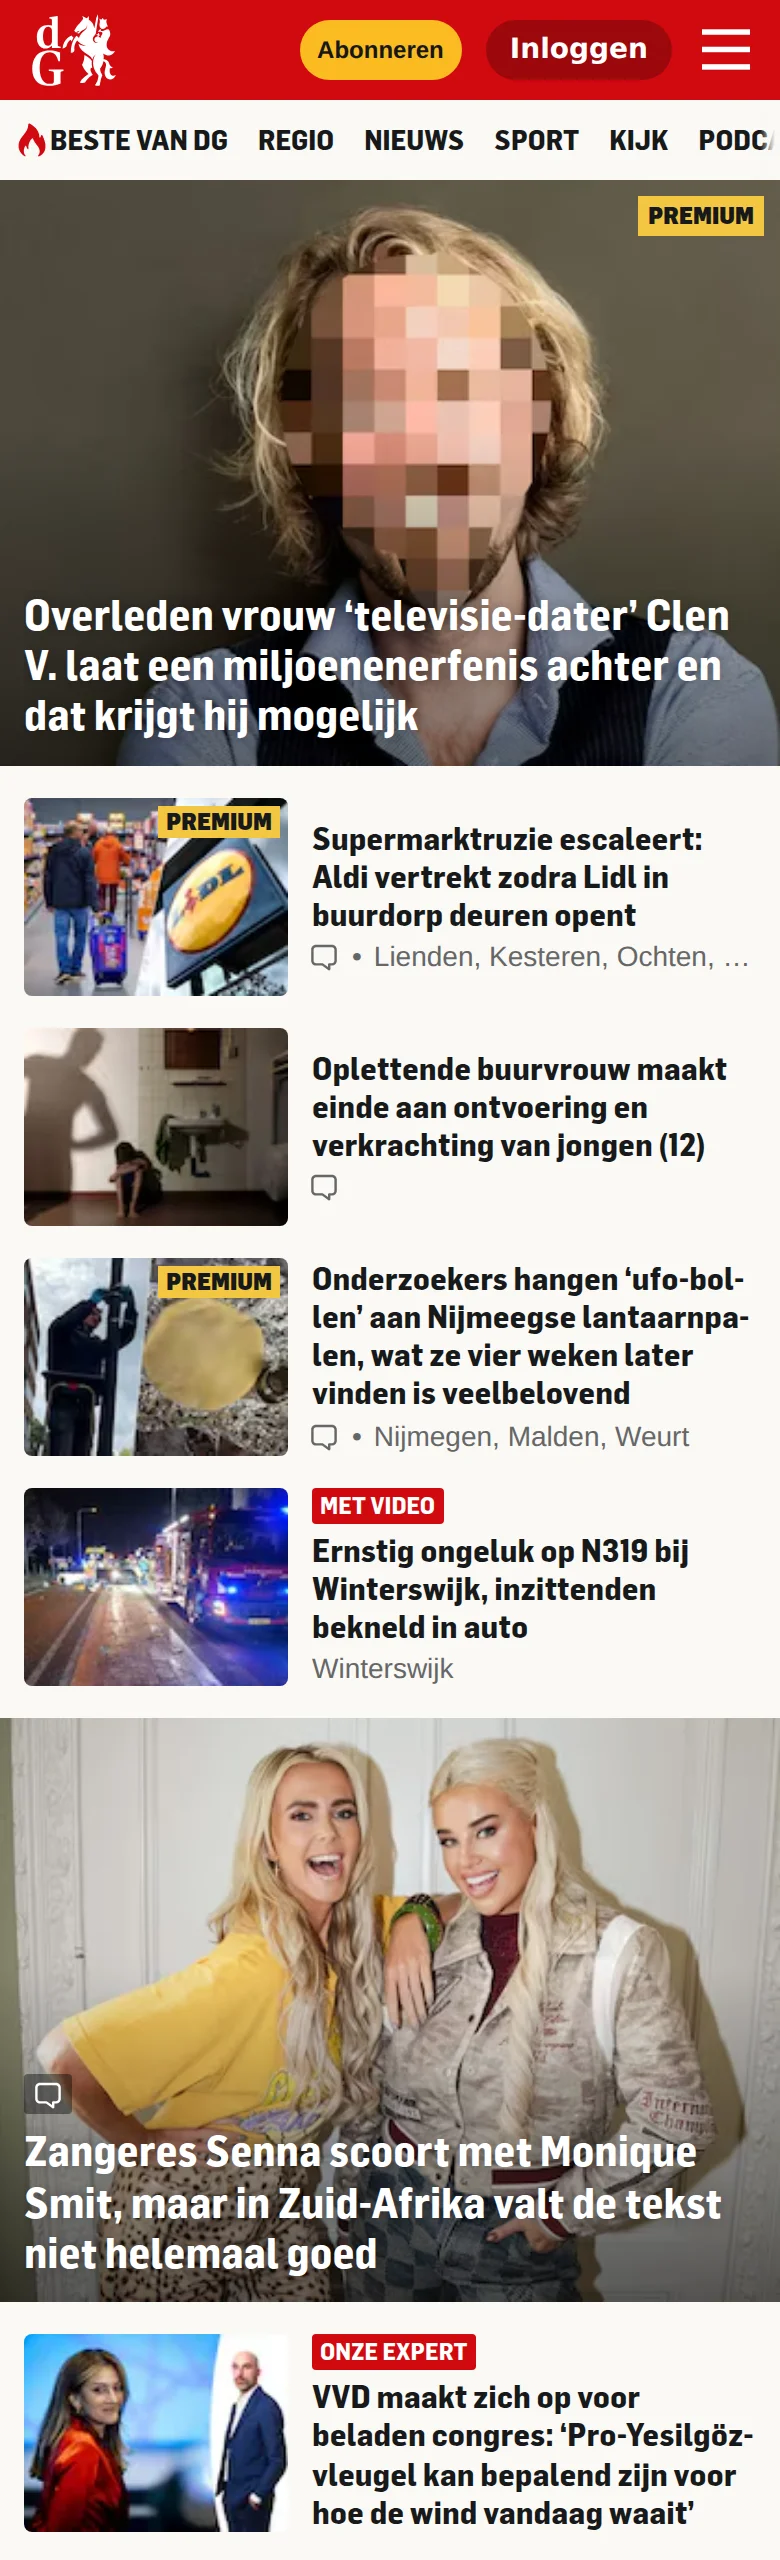 dG
Abonneren
Inloggen
BESTE VAN DG REGIO NIEUWS SPORT KIJK PODCA
PREMIUM
Overleden vrouw ‘televisie-dater’ Clen
V. laat een miljoenenerfenis achter en
dat krijgt hij mogelijk
PREMIUM
Supermarktruzie escaleert:
Aldi vertrekt zodra Lidl in
buurdorp deuren opent
• Lienden, Kesteren, Ochten, …
Oplettende buurvrouw maakt
einde aan ontvoering en
verkrachting van jongen (12)
PREMIUM
Onderzoekers hangen ‘ufo-bol-
len’ aan Nijmeegse lantaarnpa-
len, wat ze vier weken later
vinden is veelbelovend
• Nijmegen, Malden, Weurt
MET VIDEO
Ernstig ongeluk op N319 bij
Winterswijk, inzittenden
bekneld in auto
Winterswijk
Zangeres Senna scoort met Monique
Smit, maar in Zuid-Afrika valt de tekst
niet helemaal goed
ONZE EXPERT
VVD maakt zich op voor
beladen congres: ‘Pro-Yesilgöz-
vleugel kan bepalend zijn voor
hoe de wind vandaag waait’